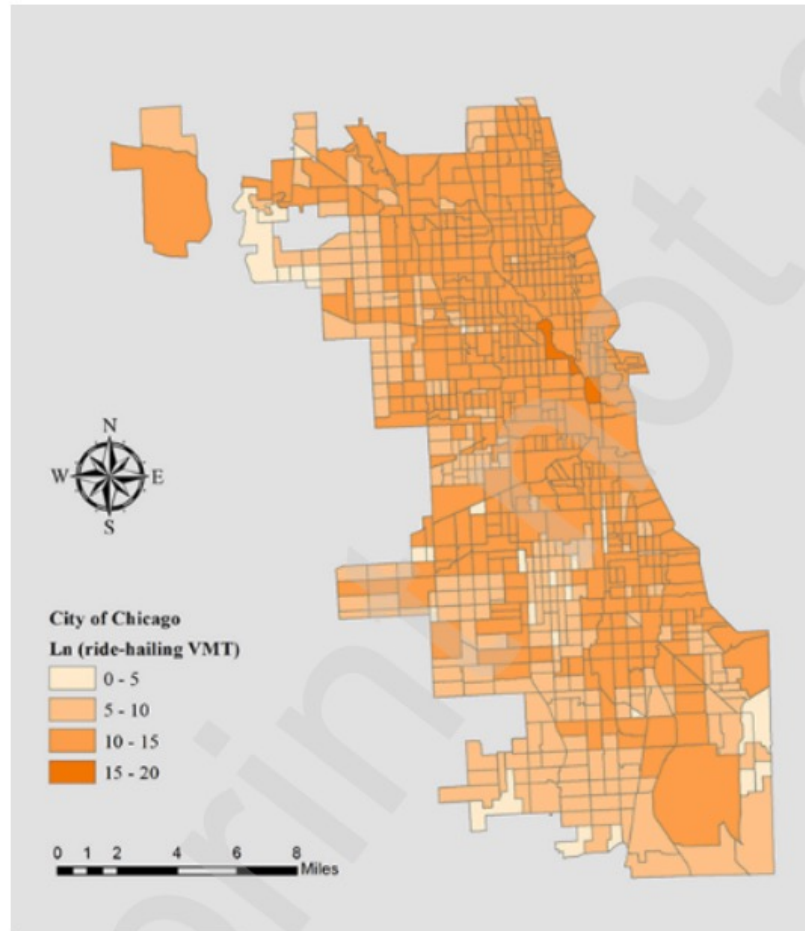 N
W E
S
City of Chicago
Ln (ride-hailing VMT)
0 - 5
5 - 10
10 - 15
15 - 20
0 1 2 4 6 8
Miles